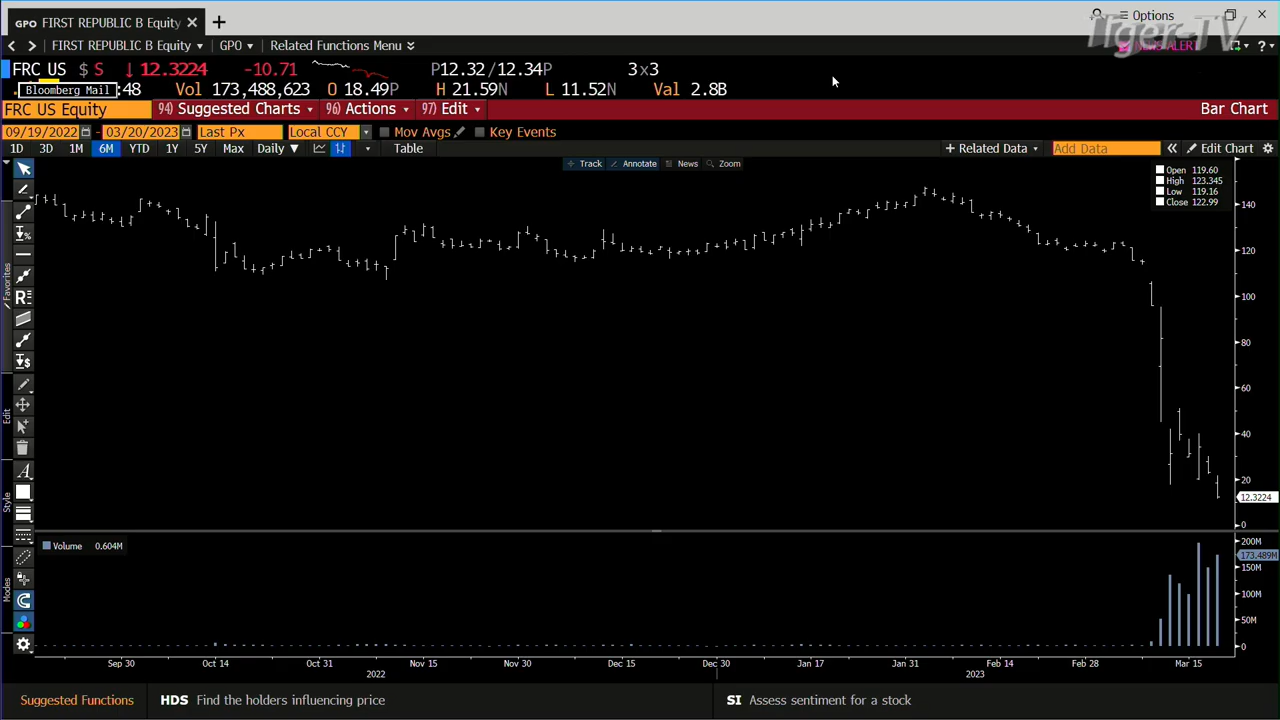 GPO FIRST REPUBLIC B Equity
Options
Tiger-TV
FIRST REPUBLIC B Equity GPO Related Functions Menu
NEWS ALERT
FRC US $ S ↓ 12.3224 -10.71 P12.32/12.34P 3x3
Bloomberg Mail :48 Vol 173,488,623 O 18.49P H 21.59N L 11.52N Val 2.8B
FRC US Equity 94) Suggested Charts 96) Actions 97) Edit Bar Chart
09/19/2022 - 03/20/2023 Last Px Local CCY Mov Avgs Key Events
1D 3D 1M 6M YTD 1Y 5Y Max Daily ▼ Table + Related Data Add Data « Edit Chart
Track Annotate News Zoom
Open 119.60
High 123.345
Low 119.16
Close 122.99
140
120
100
80
60
40
20
12.3224
0
Favorites
Edit
Style
Modes
Volume 0.604M
200M
173.489M
150M
100M
50M
0
Sep 30 Oct 14 Oct 31 Nov 15 Nov 30 Dec 15 Dec 30 Jan 17 Jan 31 Feb 14 Feb 28 Mar 15
2022 2023
Suggested Functions HDS Find the holders influencing price SI Assess sentiment for a stock